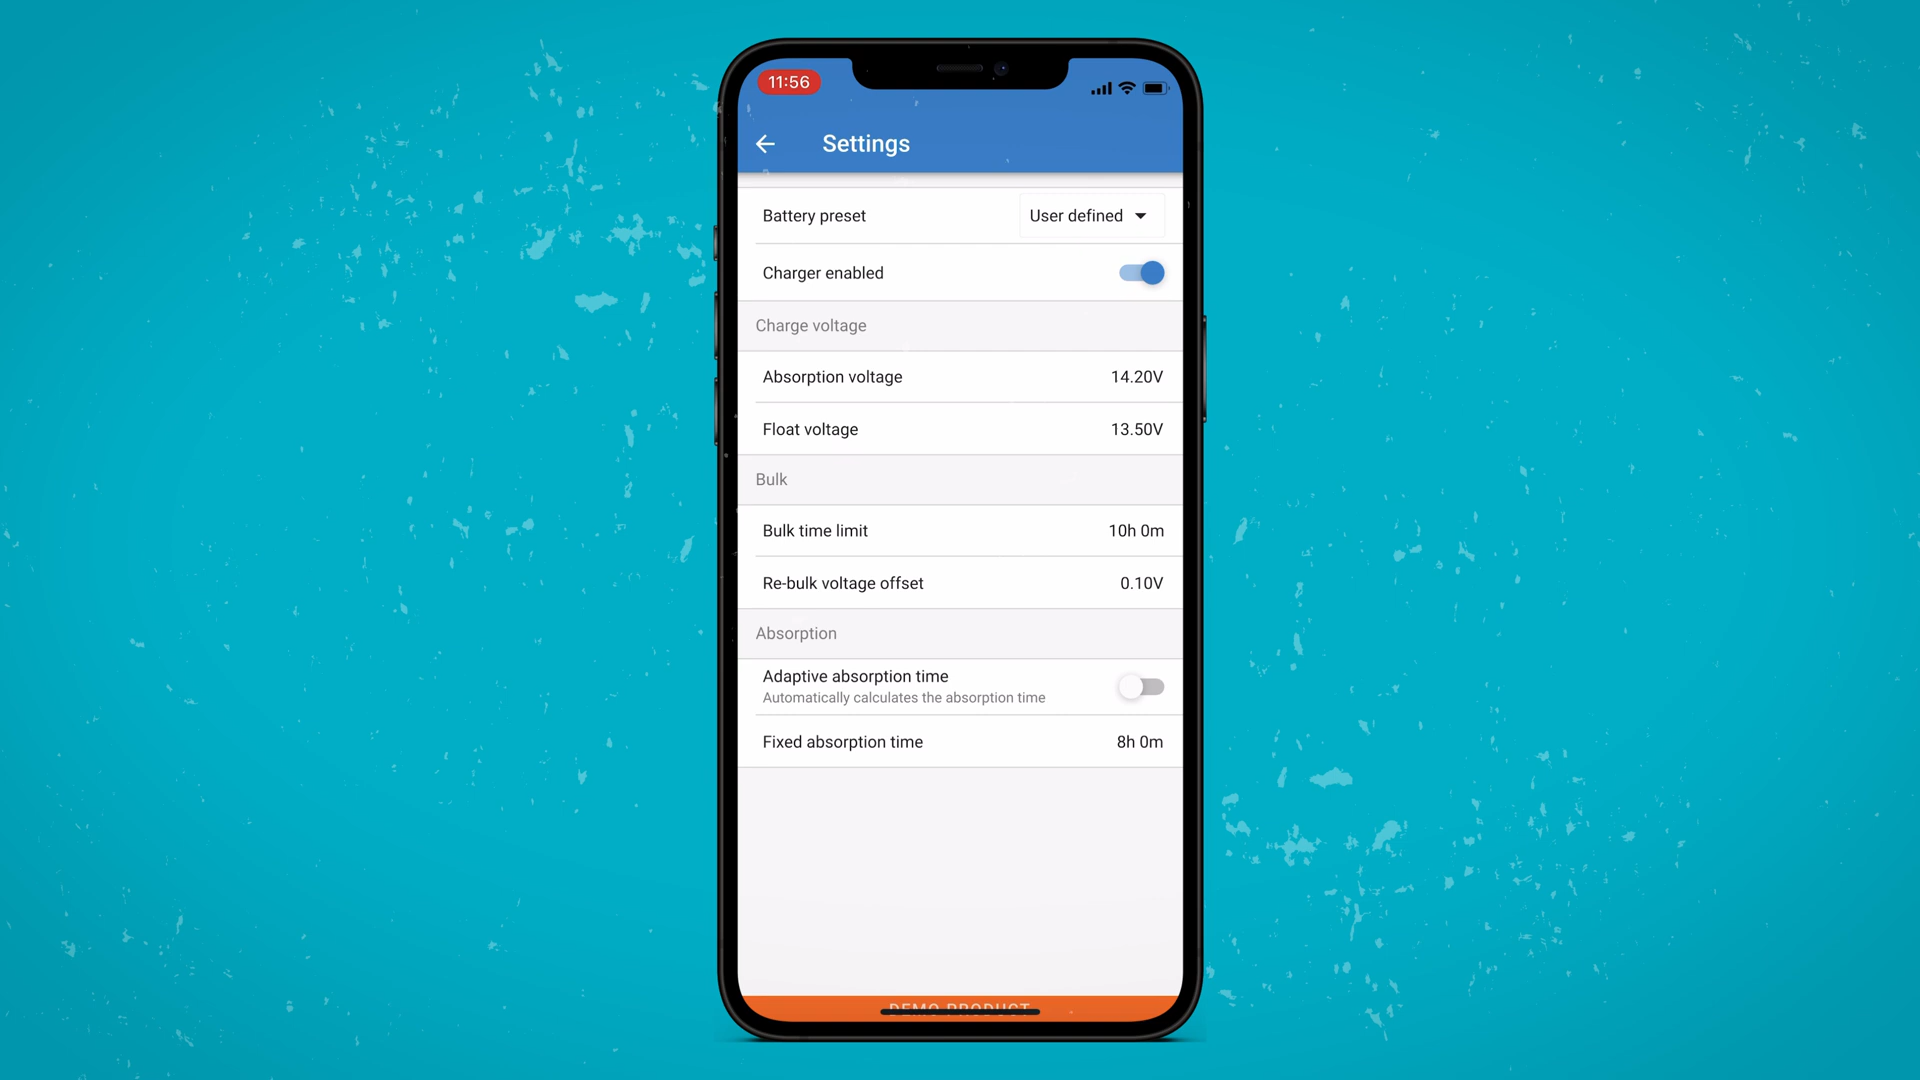 11:56
Settings
Battery preset User defined
Charger enabled
Charge voltage
Absorption voltage 14.20V
Float voltage 13.50V
Bulk
Bulk time limit 10h 0m
Re-bulk voltage offset 0.10V
Absorption
Adaptive absorption time
Automatically calculates the absorption time
Fixed absorption time 8h 0m
DEMO PRODUCT